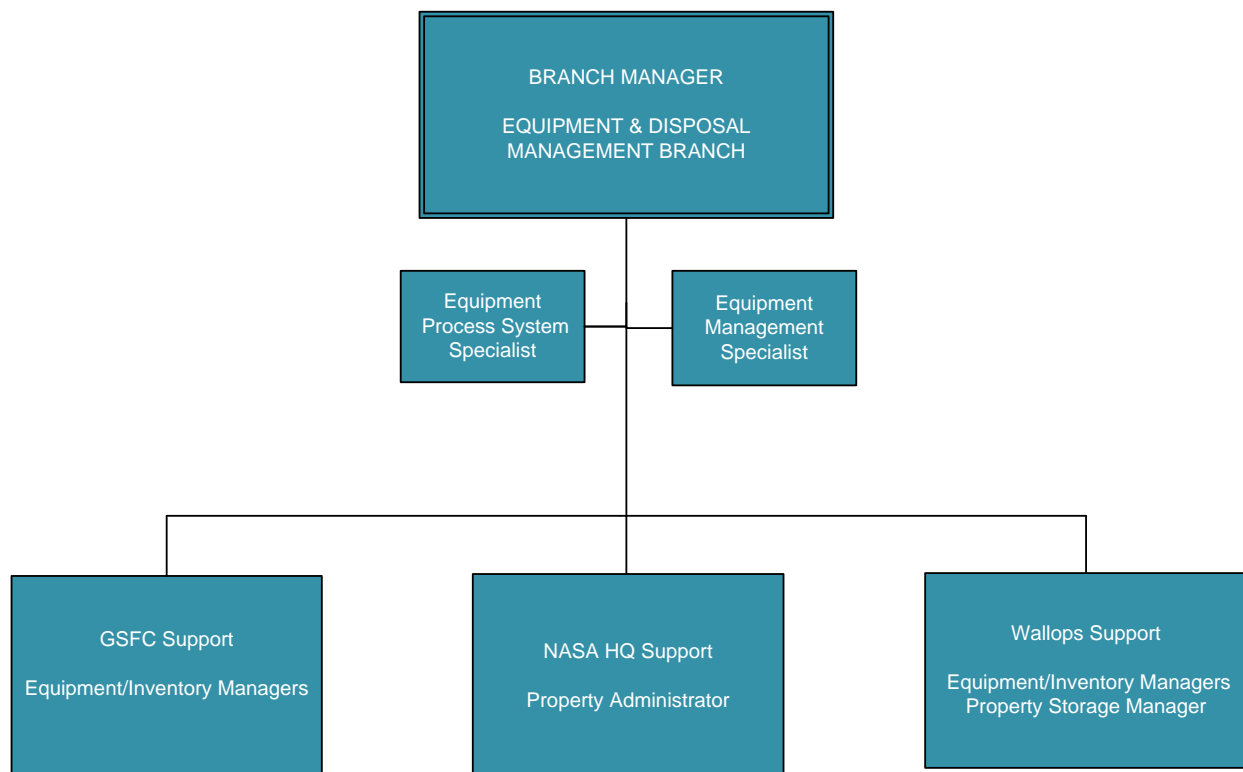 BRANCH MANAGER
EQUIPMENT & DISPOSAL
MANAGEMENT BRANCH
Equipment
Process System
Specialist
Equipment
Management
Specialist
GSFC Support
Equipment/Inventory Managers
NASA HQ Support
Property Administrator
Wallops Support
Equipment/Inventory Managers
Property Storage Manager